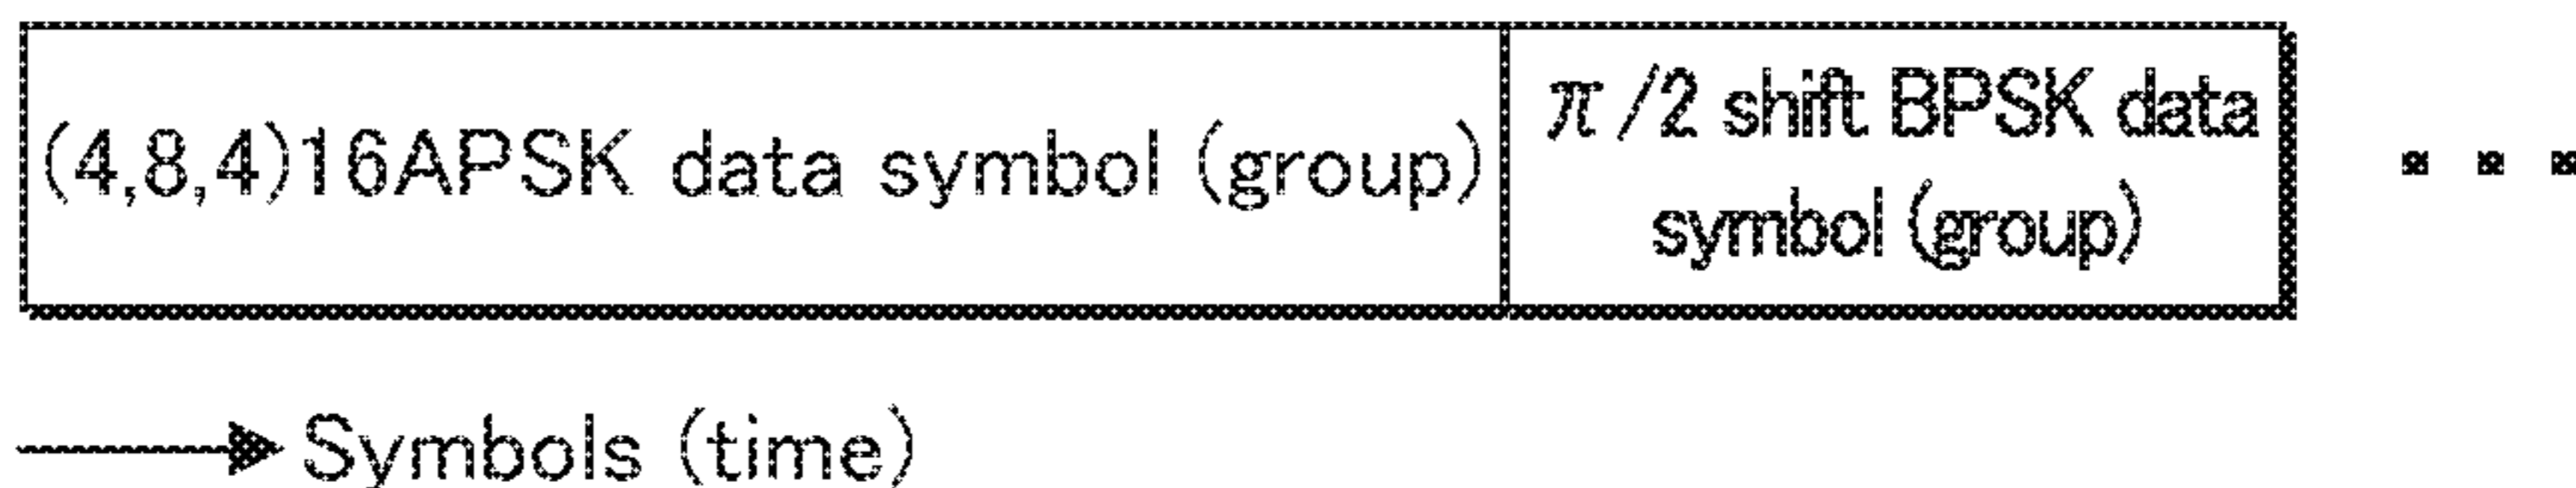 (4,8,4)16APSK data symbol (group)
π/2 shift BPSK data
symbol (group)
Symbols (time)